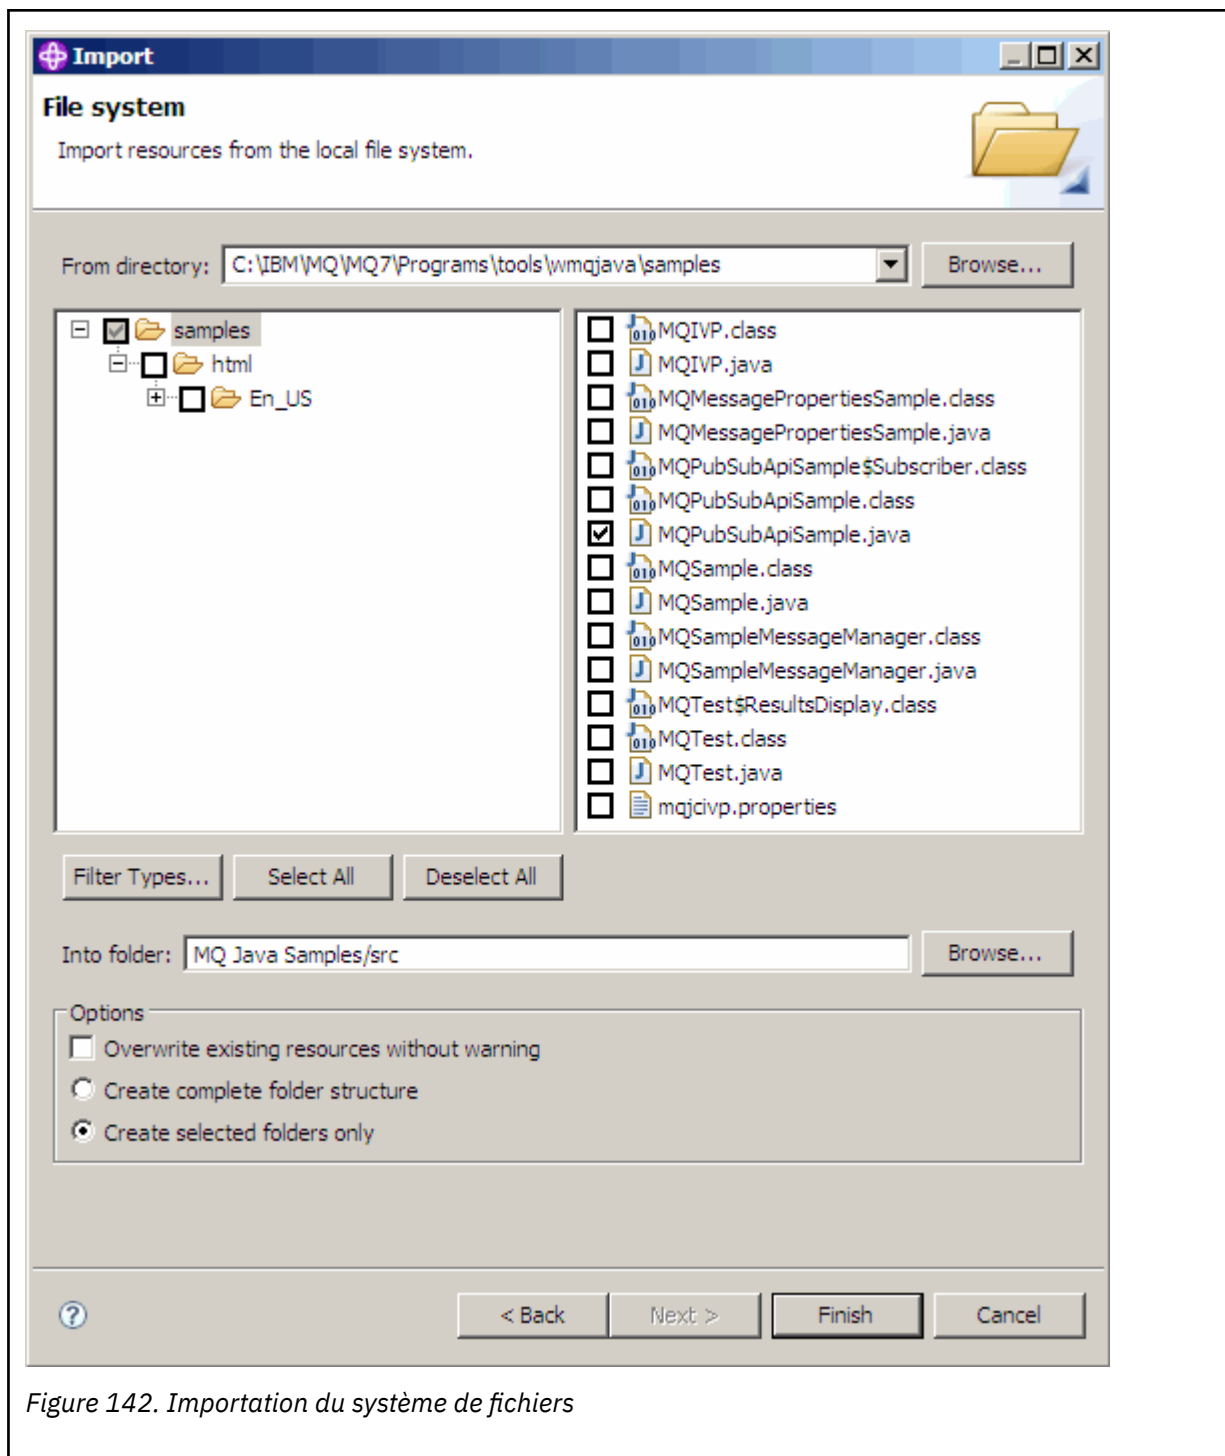 Import
File system
Import resources from the local file system.
From directory: C:\IBM\MQ\MQ7\Programs\tools\wmqjava\samples Browse...
samples
html
En_US
MQIVP.class
MQIVP.java
MQMessagePropertiesSample.class
MQMessagePropertiesSample.java
MQPubSubApiSample$Subscriber.class
MQPubSubApiSample.class
MQPubSubApiSample.java
MQSample.class
MQSample.java
MQSampleMessageManager.class
MQSampleMessageManager.java
MQTest$ResultsDisplay.class
MQTest.class
MQTest.java
mqjcivp.properties
Filter Types... Select All Deselect All
Into folder: MQ Java Samples/src Browse...
Options
Overwrite existing resources without warning
Create complete folder structure
Create selected folders only
< Back Next > Finish Cancel
Figure 142. Importation du système de fichiers